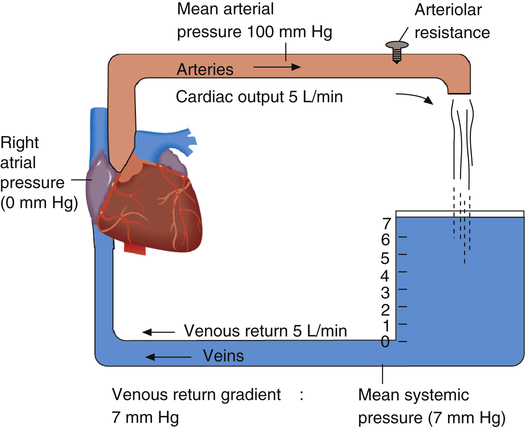 Mean arterial
pressure 100 mm Hg
Arteriolar
resistance
Arteries
Cardiac output 5 L/min
Right
atrial
pressure
(0 mm Hg)
7
6
5
4
3
2
1
0
Venous return 5 L/min
Veins
Venous return gradient :
7 mm Hg
Mean systemic
pressure (7 mm Hg)